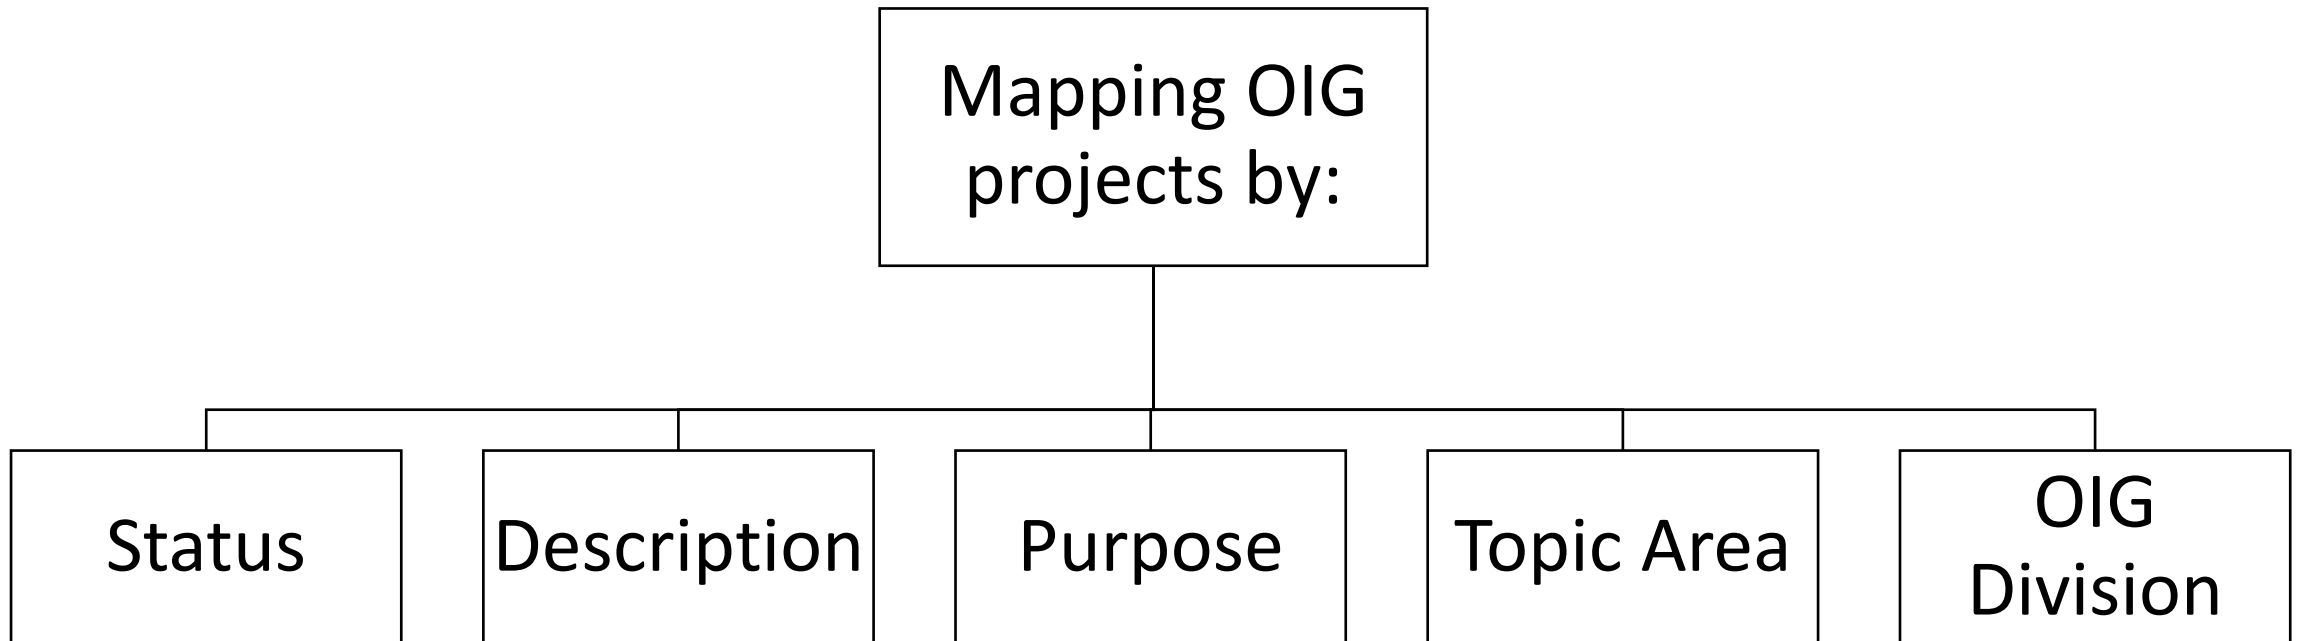 Mapping OIG
projects by:
Status
Description
Purpose
Topic Area
OIG
Division